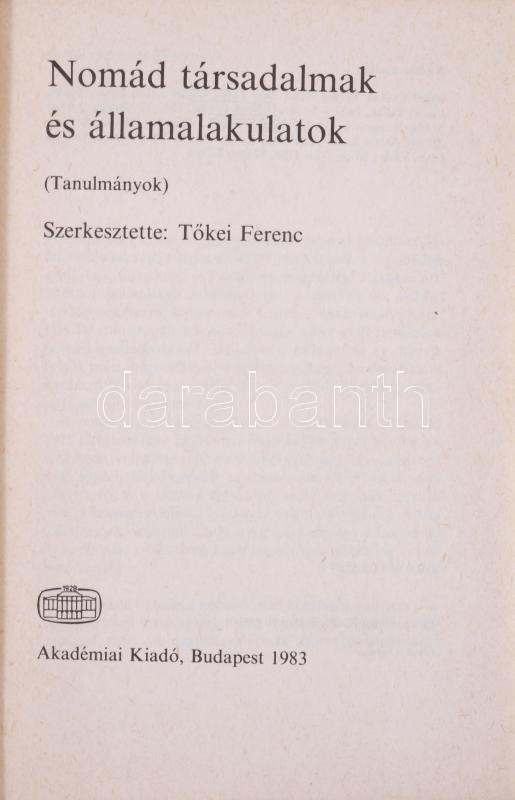 Nomád társadalmak
és államalakulatok
(Tanulmányok)
Szerkesztette: Tőkei Ferenc
darabanth
1828
Akadémiai Kiadó, Budapest 1983